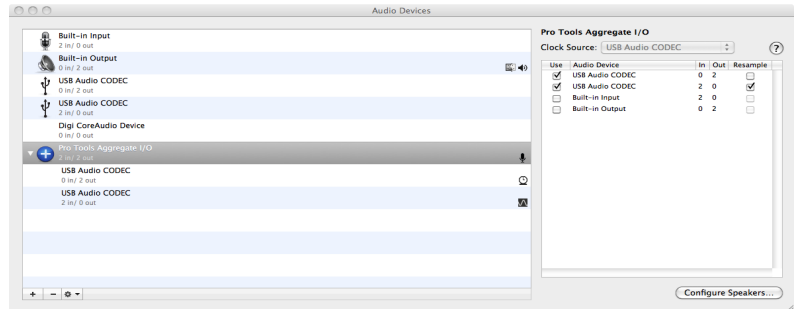 Audio Devices
Built-in Input
2 in/ 0 out
Built-in Output
0 in/ 2 out
USB Audio CODEC
0 in/ 2 out
USB Audio CODEC
2 in/ 0 out
Digi CoreAudio Device
0 in/ 0 out
Pro Tools Aggregate I/O
2 in/ 2 out
USB Audio CODEC
0 in/ 2 out
USB Audio CODEC
2 in/ 0 out
Pro Tools Aggregate I/O
Clock Source: USB Audio CODEC ?
Use Audio Device In Out Resample
USB Audio CODEC 0 2
USB Audio CODEC 2 0
Built-in Input 2 0
Built-in Output 0 2
Configure Speakers...